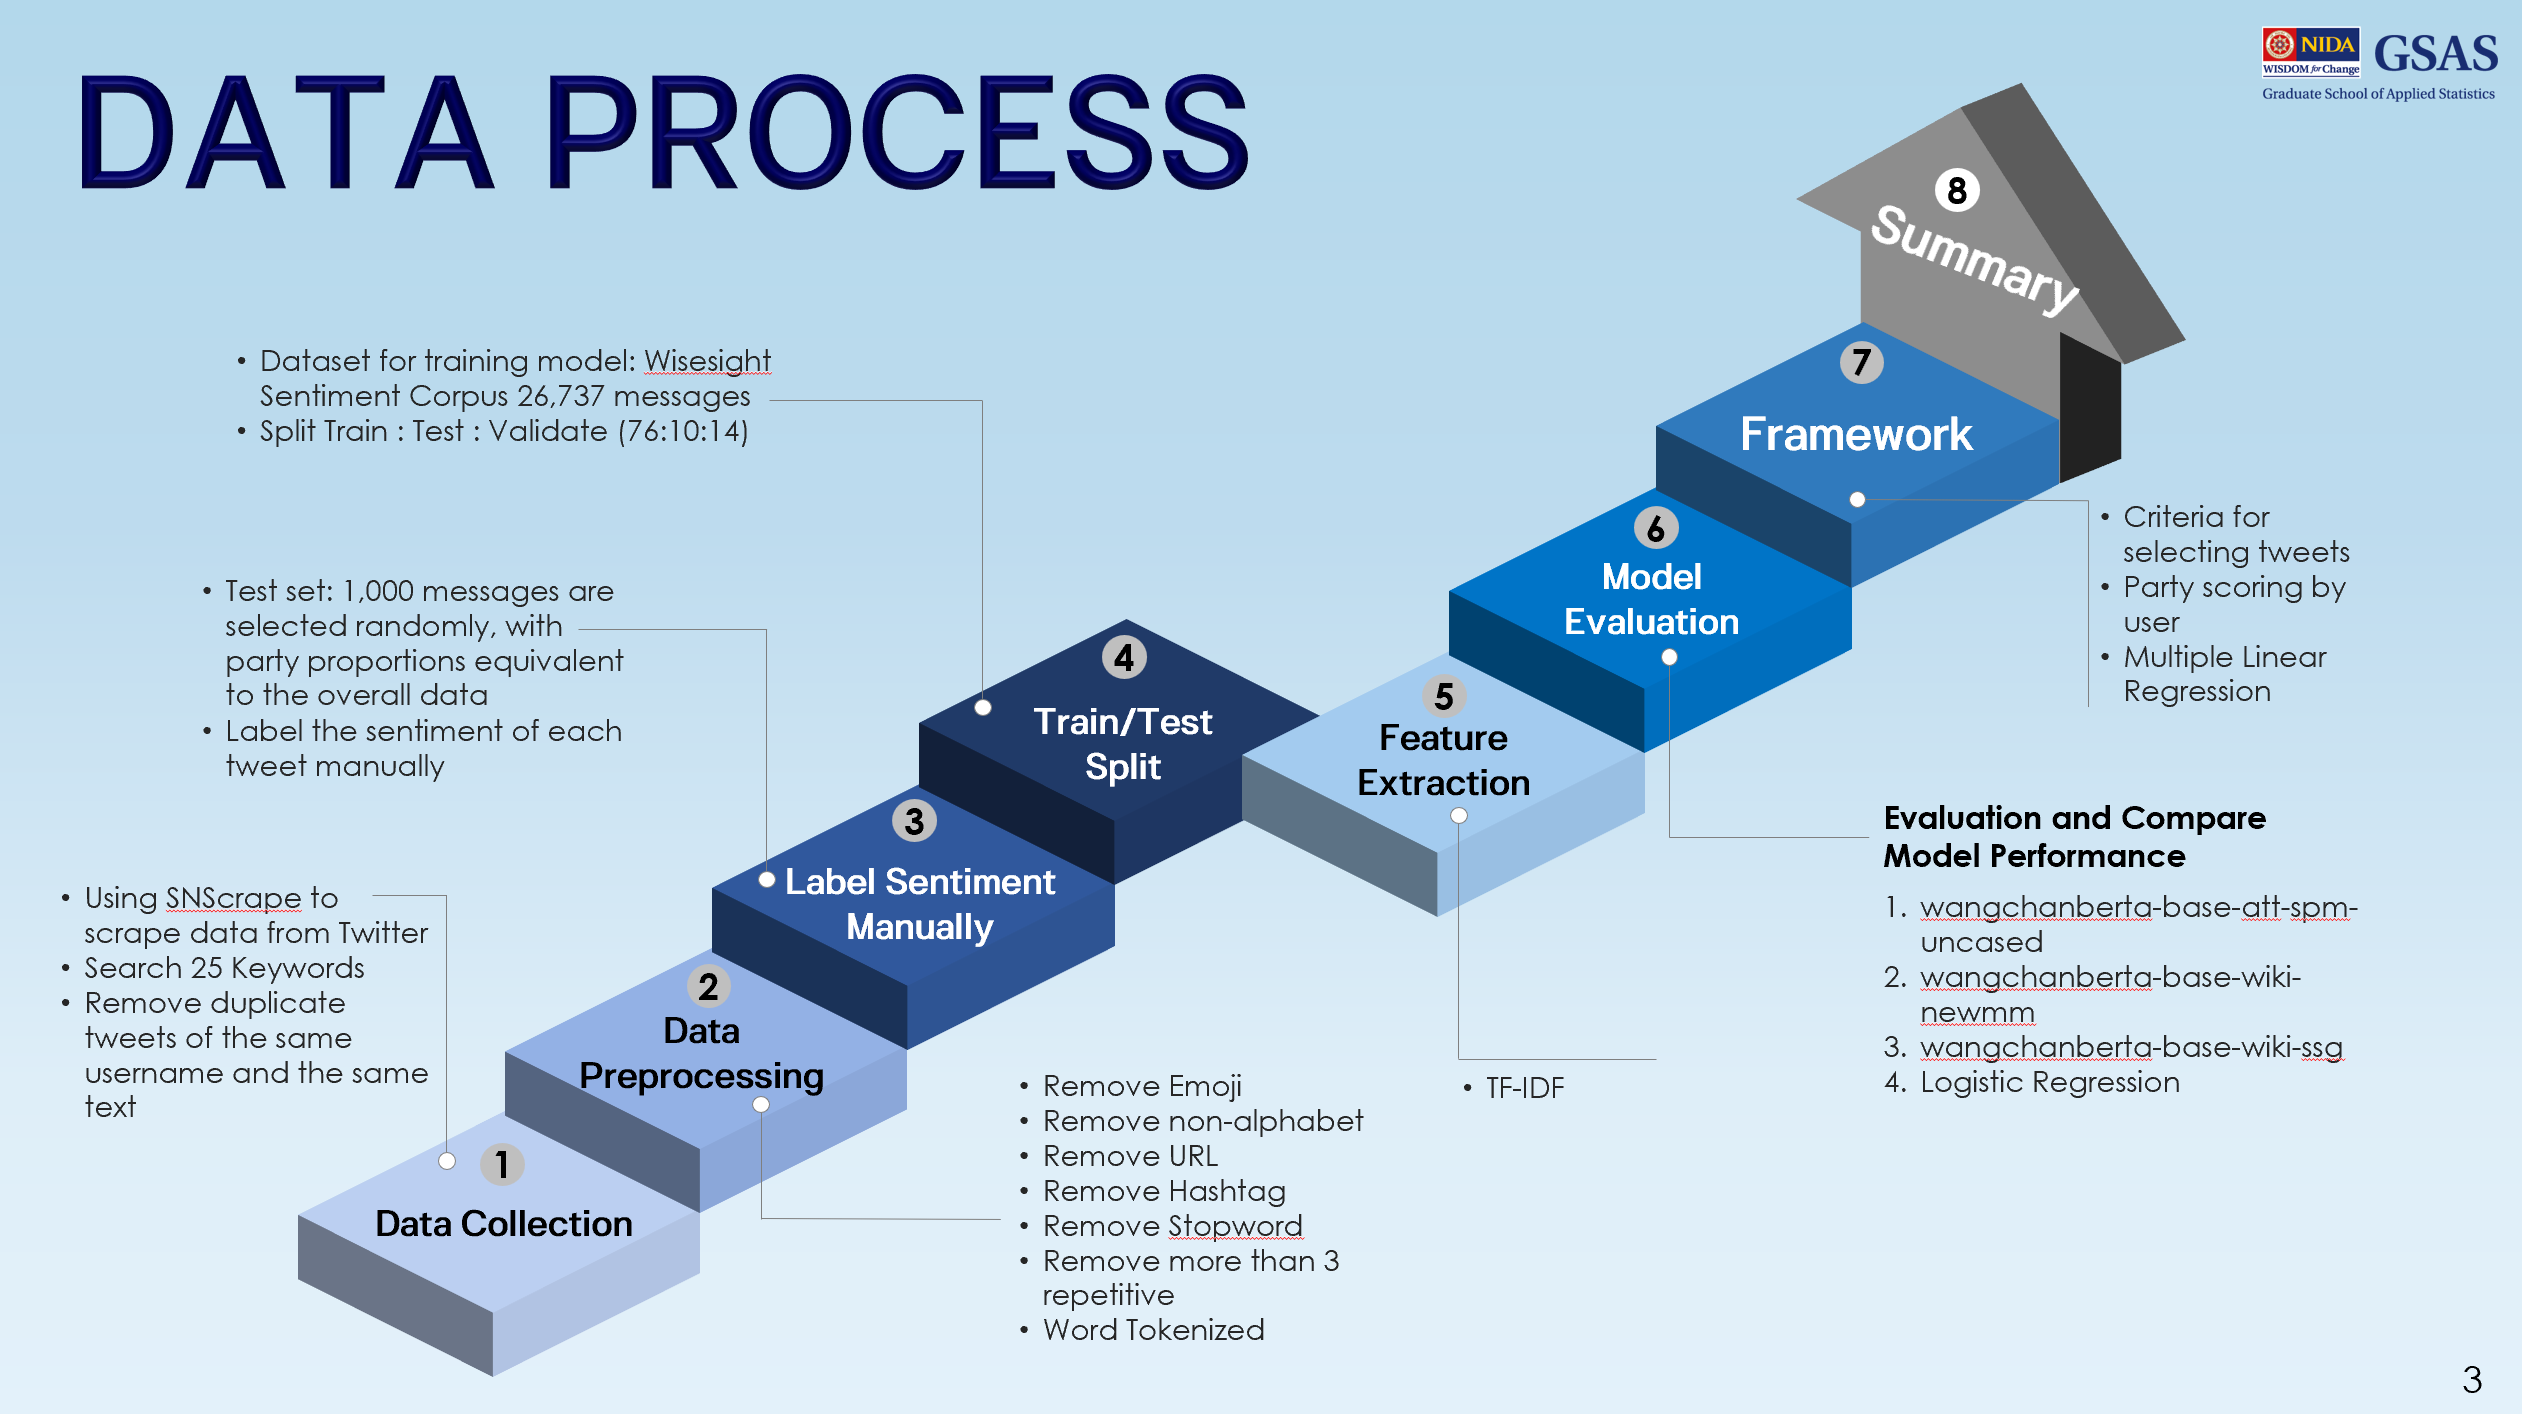 DATA PROCESS
NIDA
WISDOM for Change
GSAS
Graduate School of Applied Statistics
• Using SNScrape to
scrape data from Twitter
• Search 25 Keywords
• Remove duplicate
tweets of the same
username and the same
text
1
Data Collection
2
Data
Preprocessing
• Remove Emoji
• Remove non-alphabet
• Remove URL
• Remove Hashtag
• Remove Stopword
• Remove more than 3
repetitive
• Word Tokenized
• Test set: 1,000 messages are
selected randomly, with
party proportions equivalent
to the overall data
• Label the sentiment of each
tweet manually
3
Label Sentiment
Manually
• Dataset for training model: Wisesight
Sentiment Corpus 26,737 messages
• Split Train : Test : Validate (76:10:14)
4
Train/Test
Split
5
Feature
Extraction
• TF-IDF
6
Model
Evaluation
Evaluation and Compare
Model Performance
1. wangchanberta-base-att-spm-
uncased
2. wangchanberta-base-wiki-
newmm
3. wangchanberta-base-wiki-ssg
4. Logistic Regression
7
Framework
• Criteria for
selecting tweets
• Party scoring by
user
• Multiple Linear
Regression
8
Summary
3